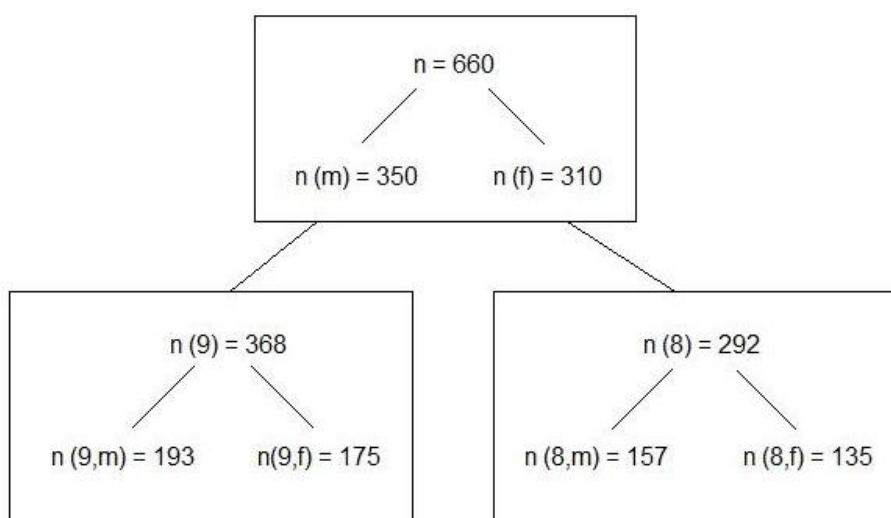 n = 660
n (m) = 350 n (f) = 310
n (9) = 368 n (8) = 292
n (9,m) = 193 n(9,f) = 175 n (8,m) = 157 n (8,f) = 135